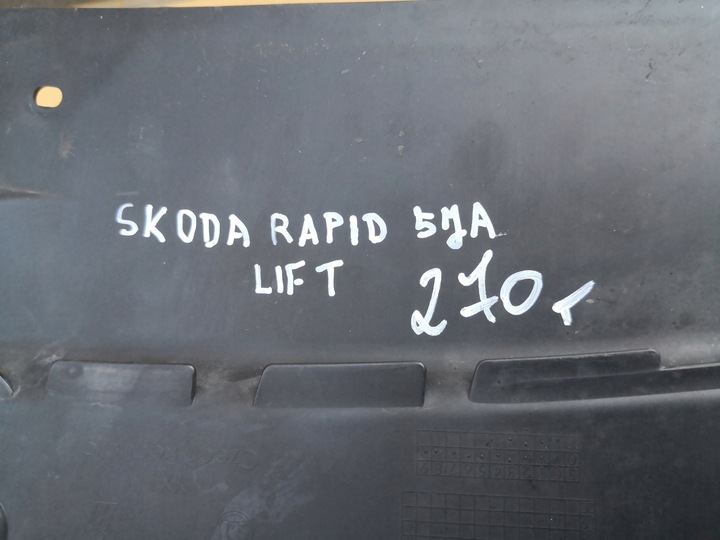 SKODA RAPID 5JA
LIFT
270,-